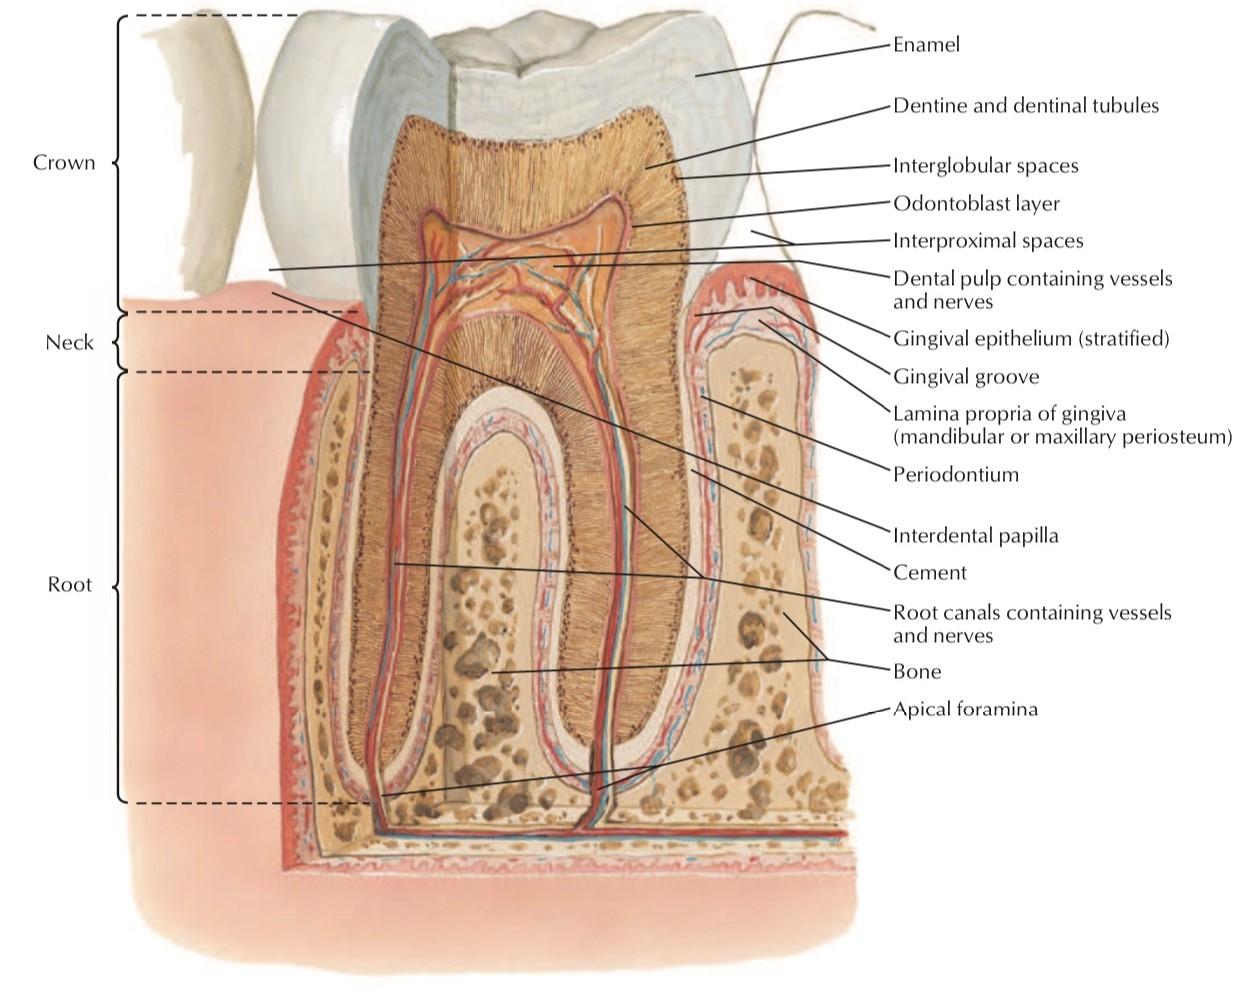 Crown
Neck
Root
Enamel
Dentine and dentinal tubules
Interglobular spaces
Odontoblast layer
Interproximal spaces
Dental pulp containing vessels
and nerves
Gingival epithelium (stratified)
Gingival groove
Lamina propria of gingiva
(mandibular or maxillary periosteum)
Periodontium
Interdental papilla
Cement
Root canals containing vessels
and nerves
Bone
Apical foramina